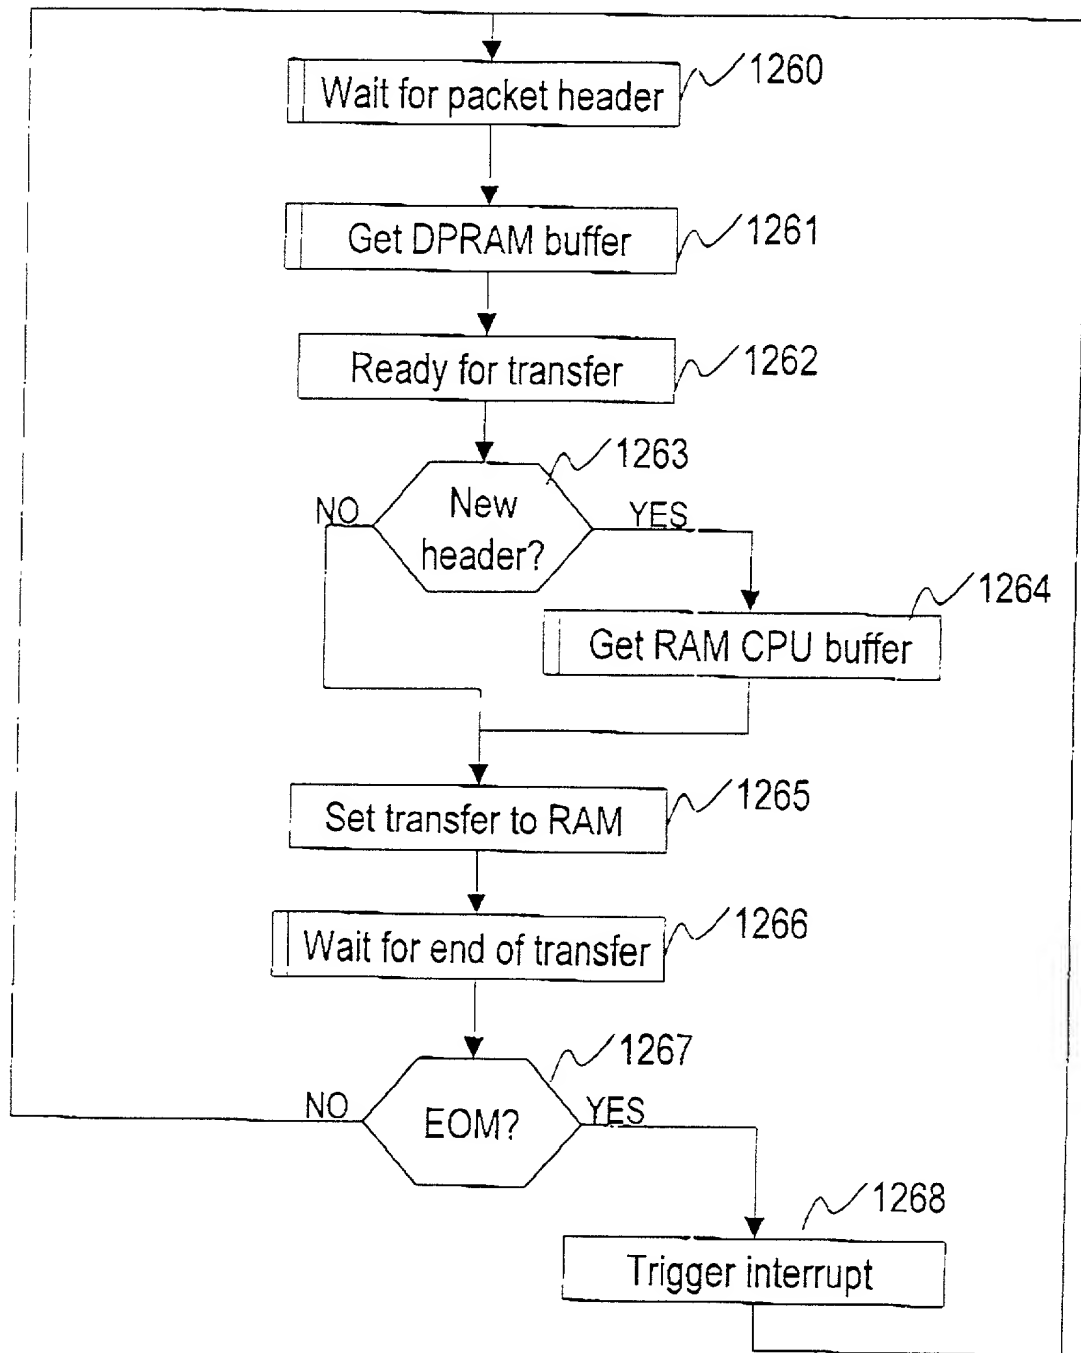 1260
Wait for packet header
1261
Get DPRAM buffer
1262
Ready for transfer
1263
NO
New
header?
YES
1264
Get RAM CPU buffer
1265
Set transfer to RAM
1266
Wait for end of transfer
1267
NO
EOM?
YES
1268
Trigger interrupt